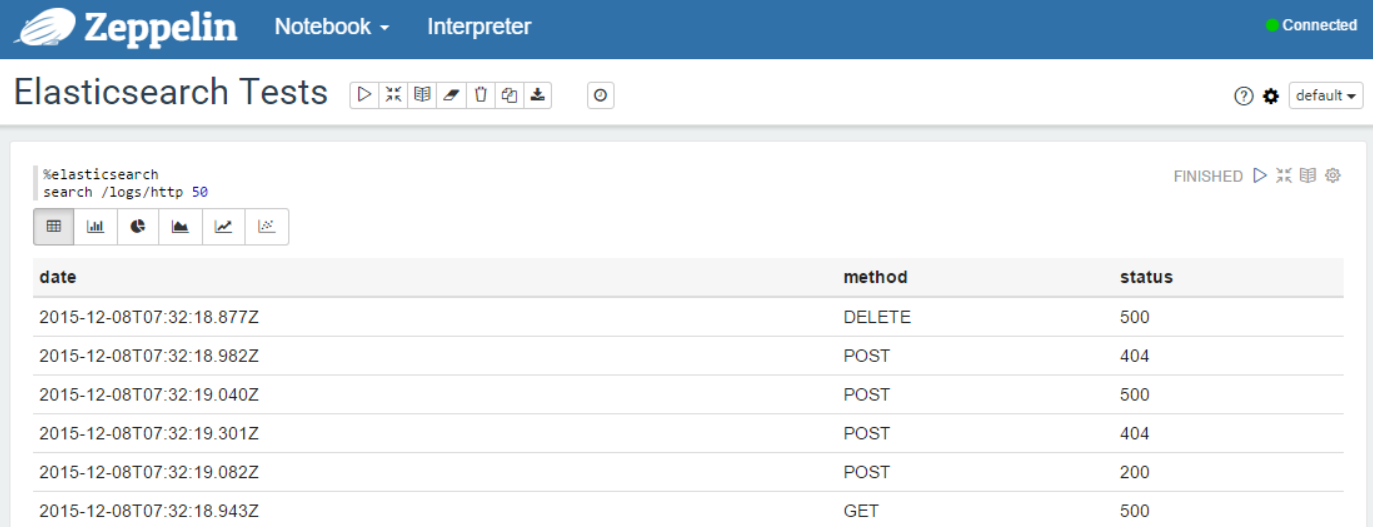 Zeppelin Notebook Interpreter Connected
Elasticsearch Tests default
%elasticsearch FINISHED
search /logs/http 50
date method status
2015-12-08T07:32:18.877Z DELETE 500
2015-12-08T07:32:18.982Z POST 404
2015-12-08T07:32:19.040Z POST 500
2015-12-08T07:32:19.301Z POST 404
2015-12-08T07:32:19.082Z POST 200
2015-12-08T07:32:18.943Z GET 500